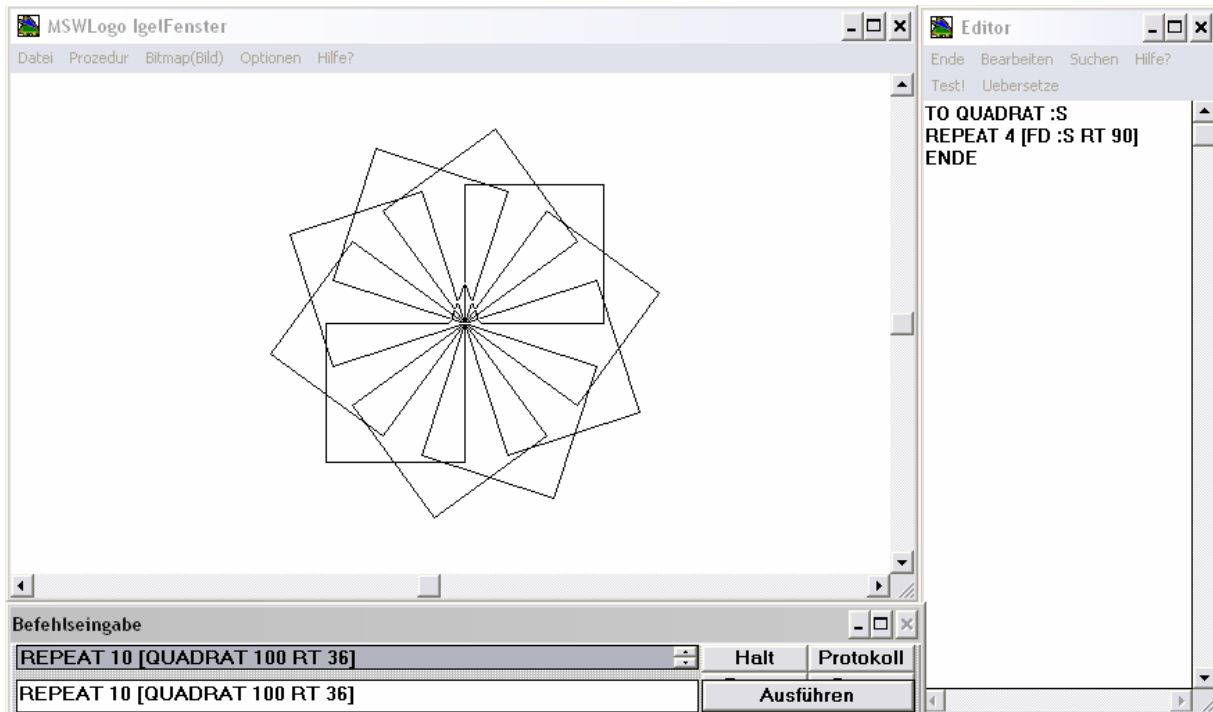 MSWLogo IgelFenster
Datei Prozedur Bitmap(Bild) Optionen Hilfe?
Editor
Ende Bearbeiten Suchen Hilfe?
Test! Uebersetze
TO QUADRAT :S
REPEAT 4 [FD :S RT 90]
ENDE
Befehlseingabe
REPEAT 10 [QUADRAT 100 RT 36]
Halt Protokoll
REPEAT 10 [QUADRAT 100 RT 36]
Ausführen